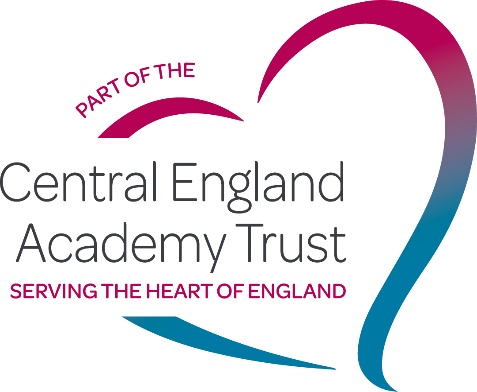 PART OF THE
Central England
Academy Trust
SERVING THE HEART OF ENGLAND